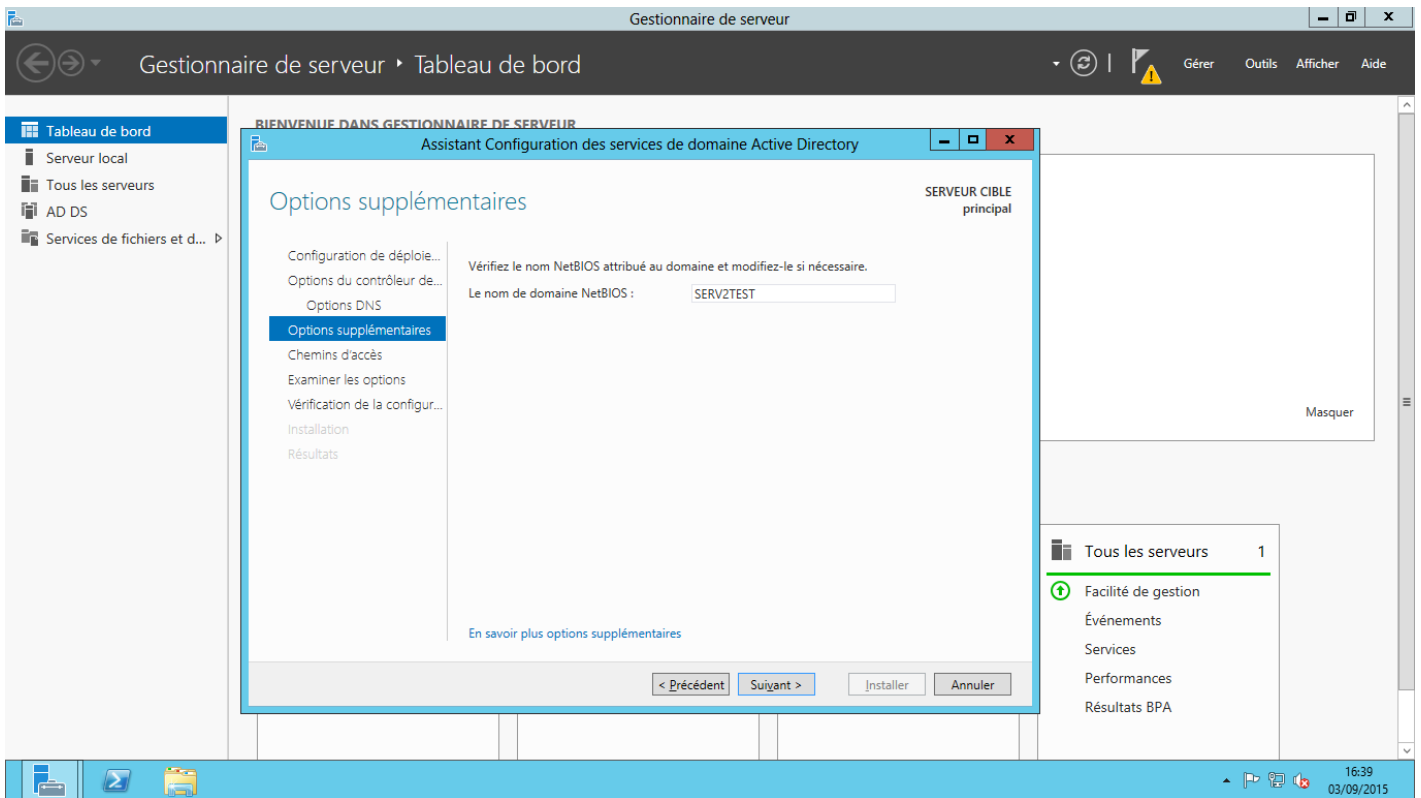 Gestionnaire de serveur
Gestionnaire de serveur ‣ Tableau de bord
Gérer Outils Afficher Aide
Tableau de bord
Serveur local
Tous les serveurs
AD DS
Services de fichiers et d...
BIENVENUE DANS GESTIONNAIRE DE SERVEUR
Assistant Configuration des services de domaine Active Directory
Options supplémentaires
SERVEUR CIBLE
principal
Configuration de déploie...
Options du contrôleur de...
Options DNS
Options supplémentaires
Chemins d'accès
Examiner les options
Vérification de la configur...
Installation
Résultats
Vérifiez le nom NetBIOS attribué au domaine et modifiez-le si nécessaire.
Le nom de domaine NetBIOS : SERV2TEST
En savoir plus options supplémentaires
< Précédent Suivant > Installer Annuler
Masquer
Tous les serveurs 1
Facilité de gestion
Événements
Services
Performances
Résultats BPA
16:39
03/09/2015